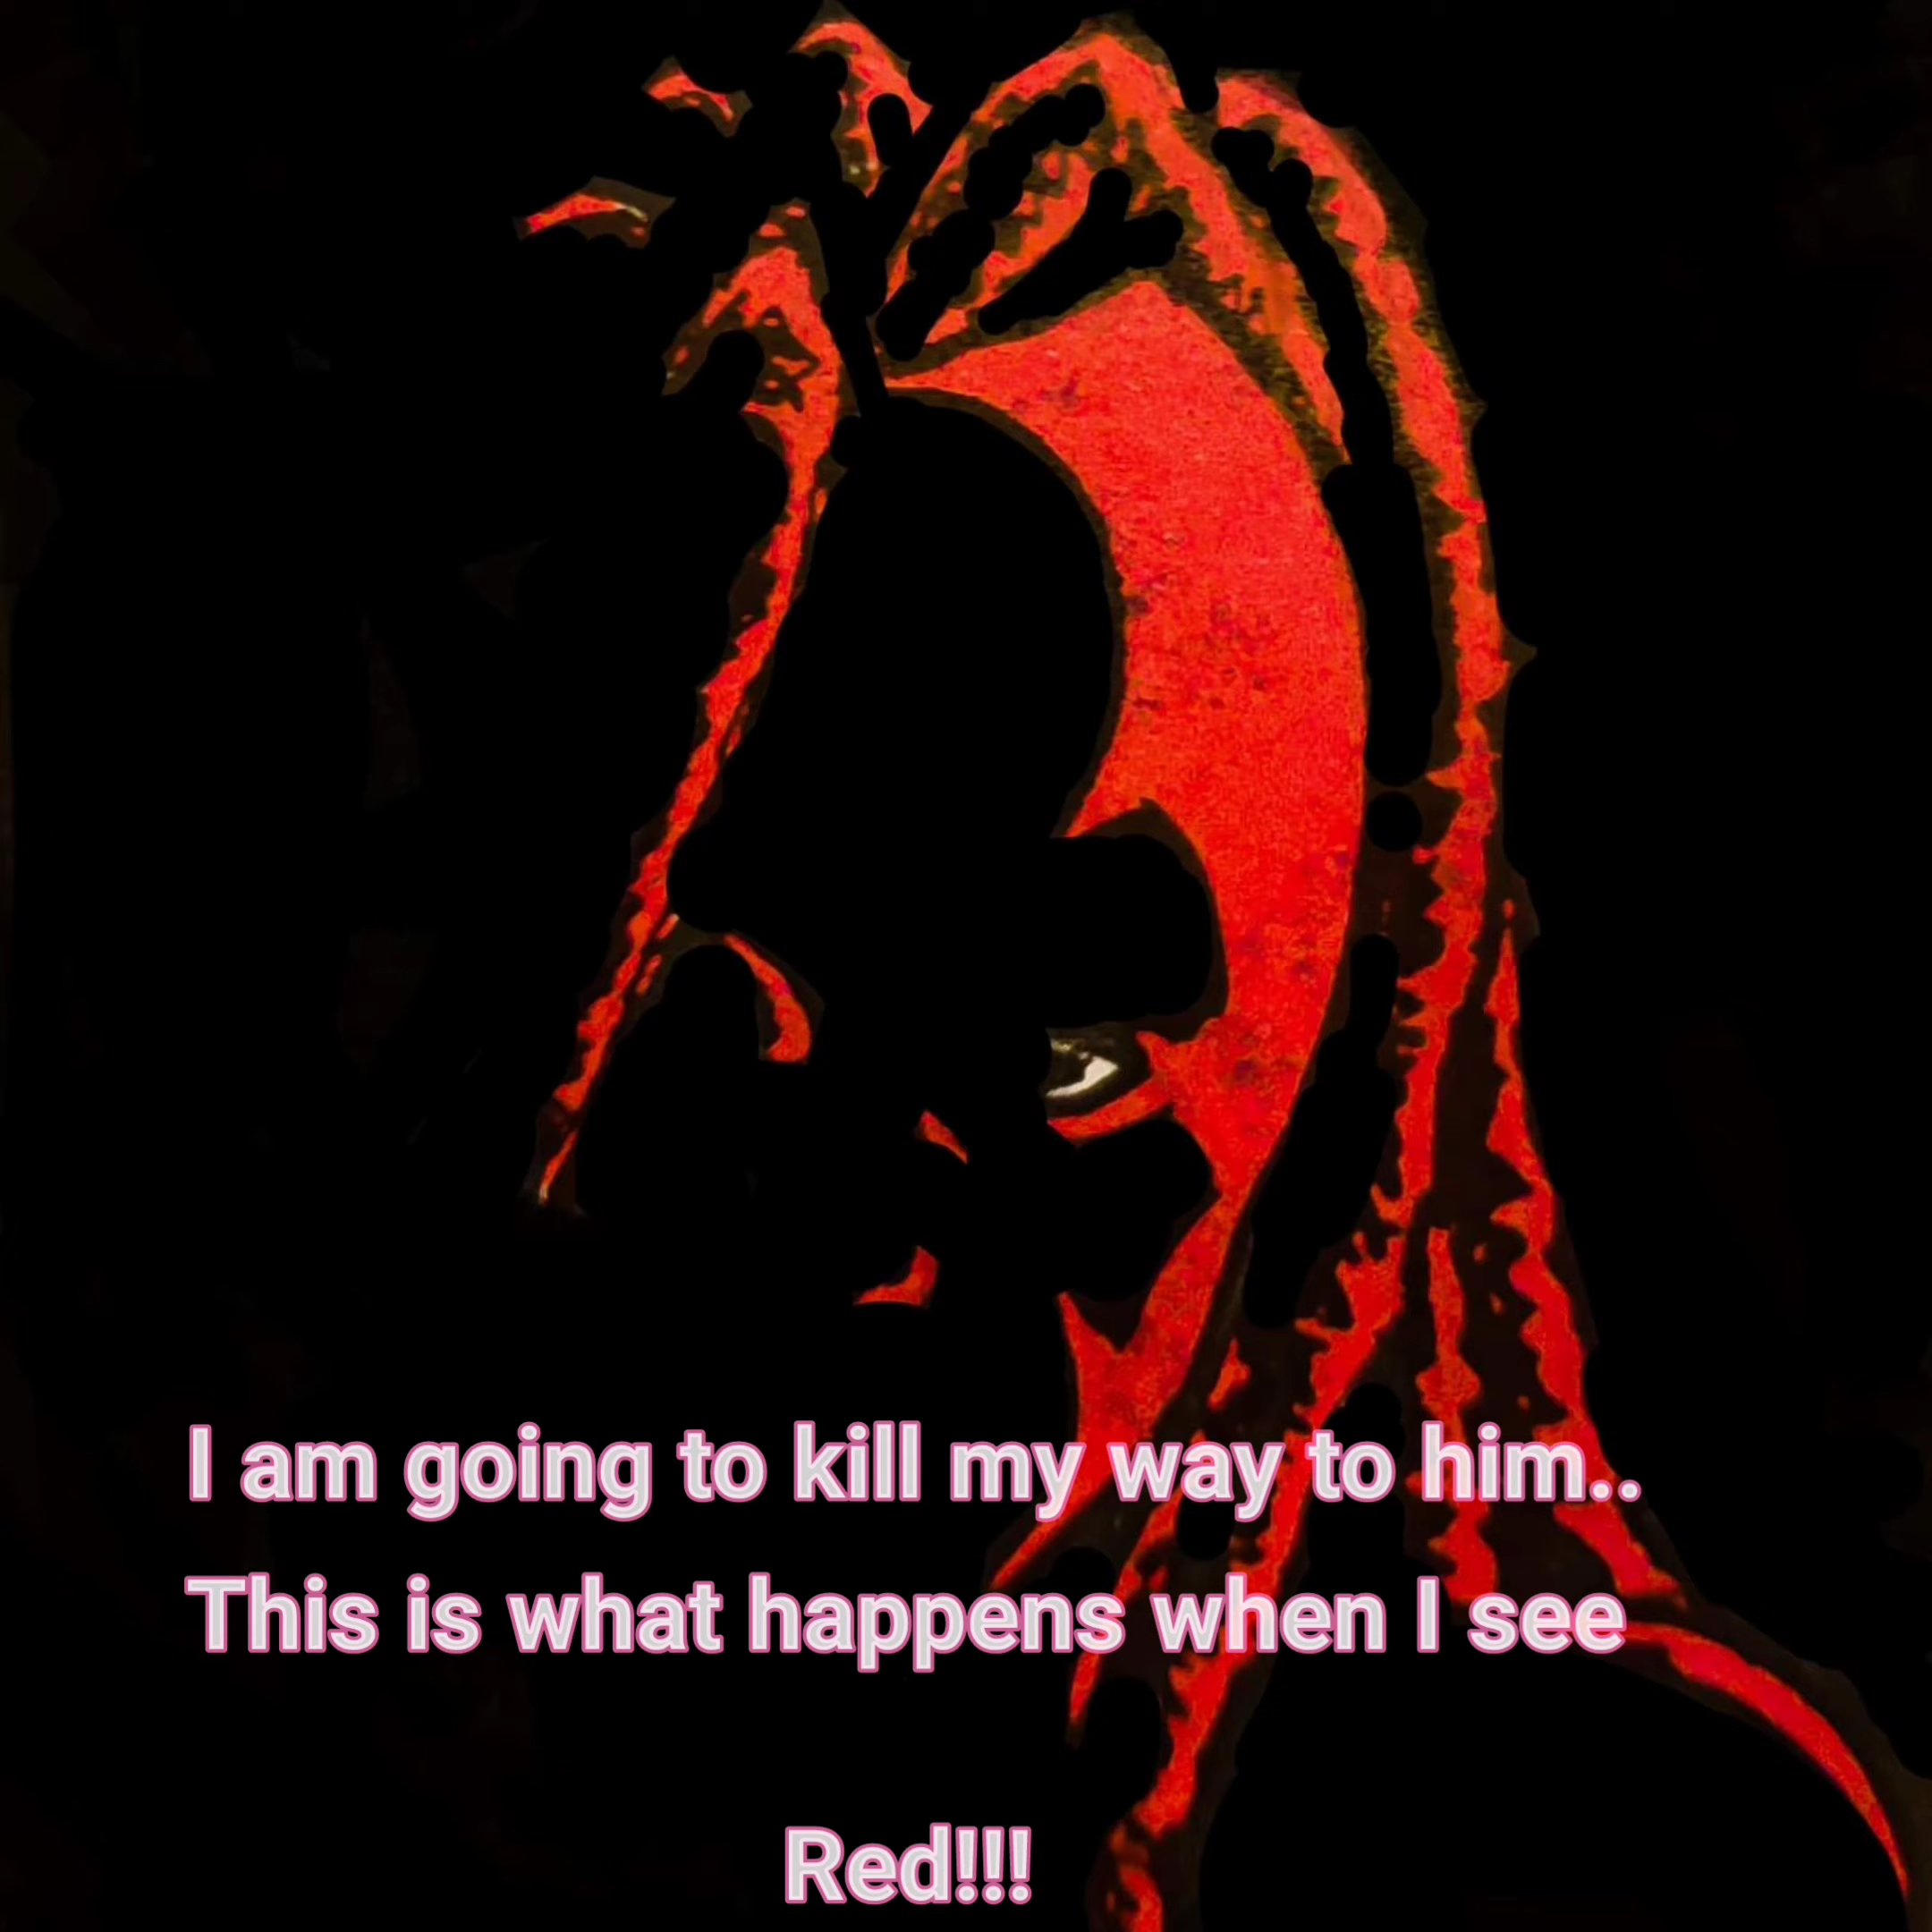 I am going to kill my way to him..
This is what happens when I see
Red!!!